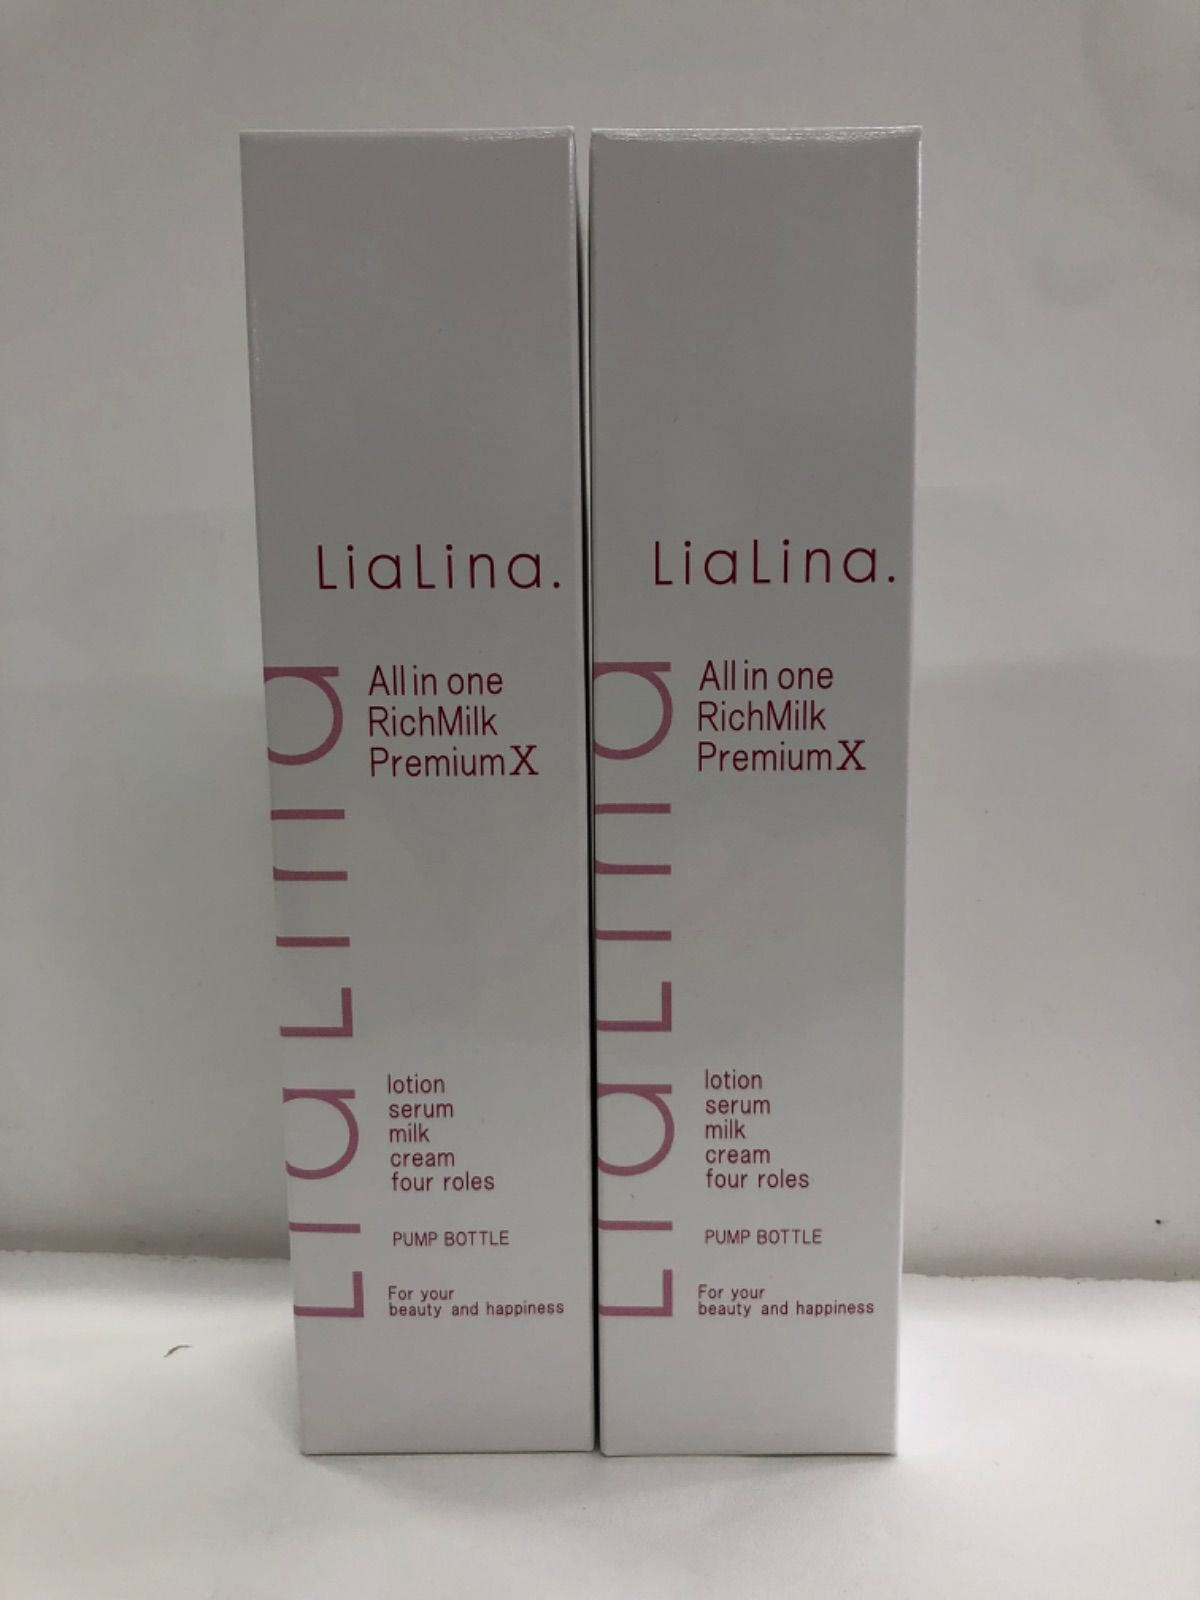 LiaLina.
All in one
RichMilk
PremiumX
LiaLina
lotion
serum
milk
cream
four roles
PUMP BOTTLE
For your
beauty and happiness
LiaLina.
All in one
RichMilk
PremiumX
LiaLina
lotion
serum
milk
cream
four roles
PUMP BOTTLE
For your
beauty and happiness